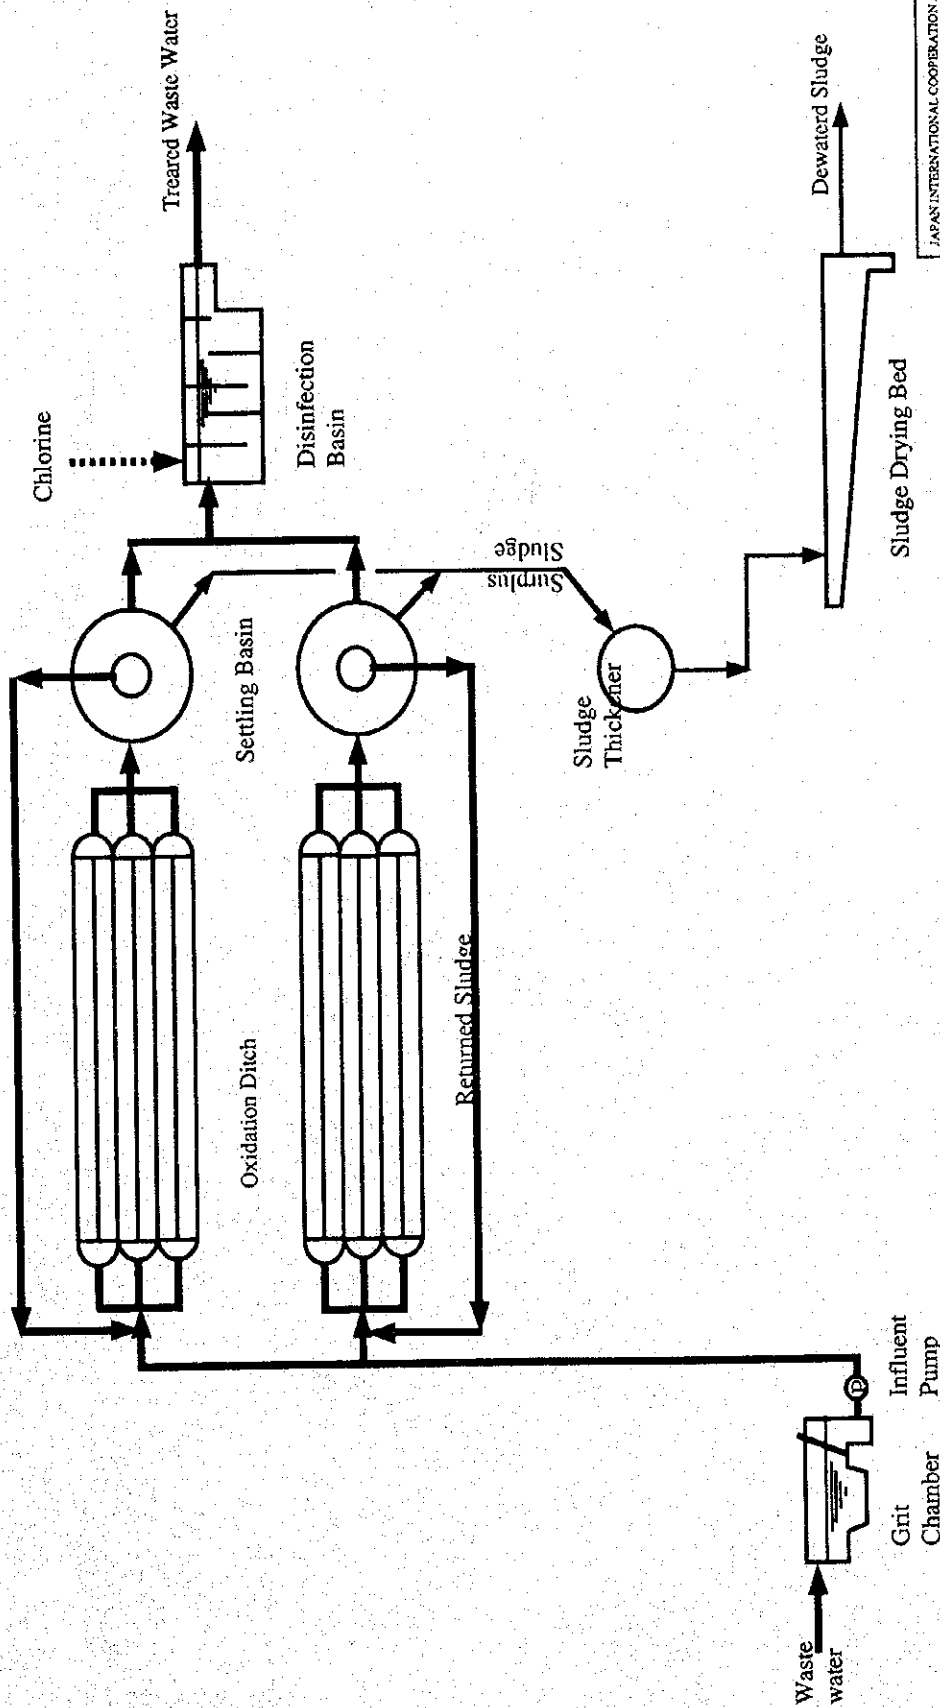 Waste
water
Grit
Chamber
Influent
Pump
P
Oxidation Ditch
Returned Sludge
Settling Basin
Surplus
Sludge
Sludge
Thickener
Chlorine
Disinfection
Basin
Treared Waste Water
Sludge Drying Bed
Dewaterd Sludge
JAPAN INTERNATIONAL COOPERATION